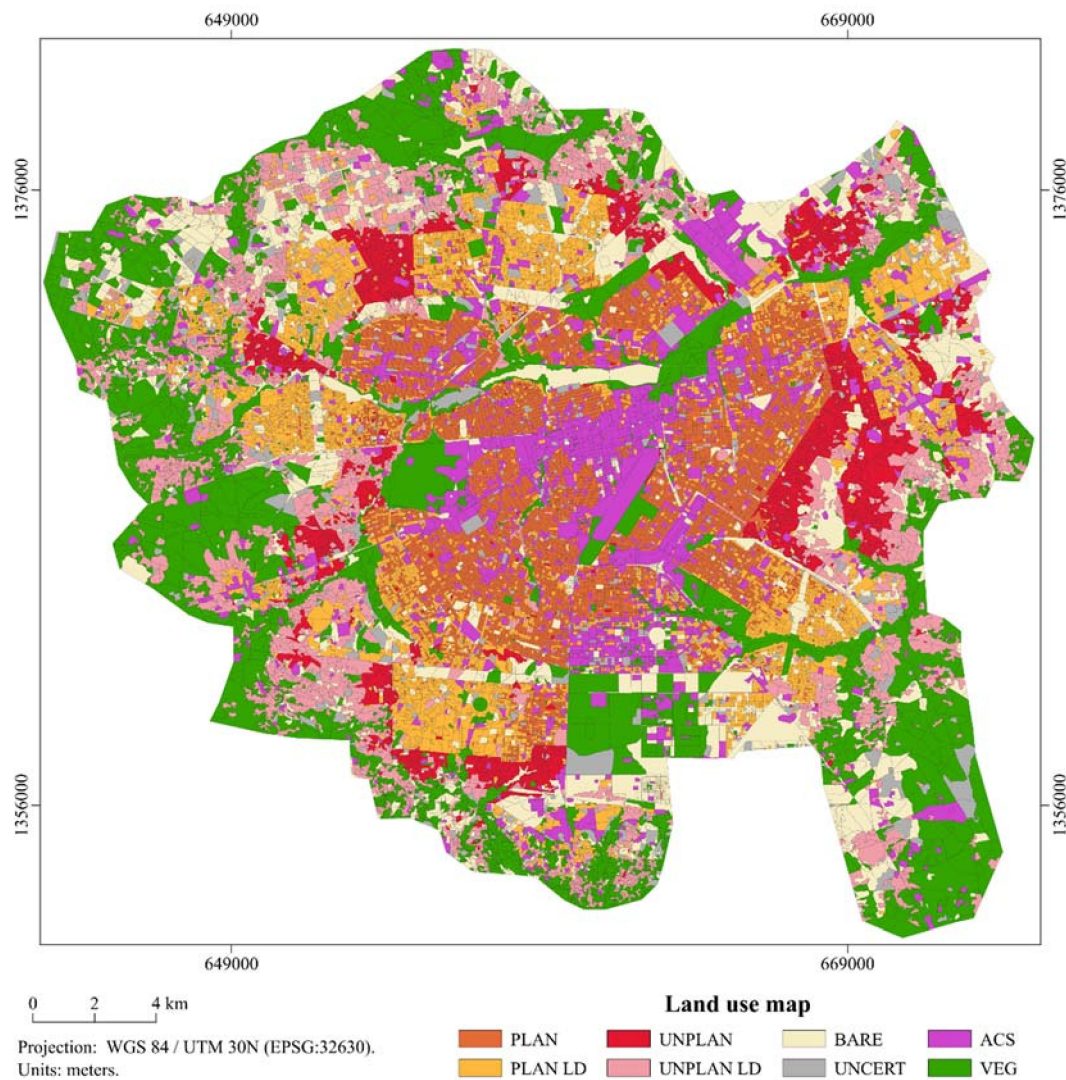 649000 669000
1376000 1376000
1356000 1356000
649000 669000
0 2 4 km
Land use map
PLAN UNPLAN BARE ACS
PLAN LD UNPLAN LD UNCERT VEG
Projection: WGS 84 / UTM 30N (EPSG:32630).
Units: meters.